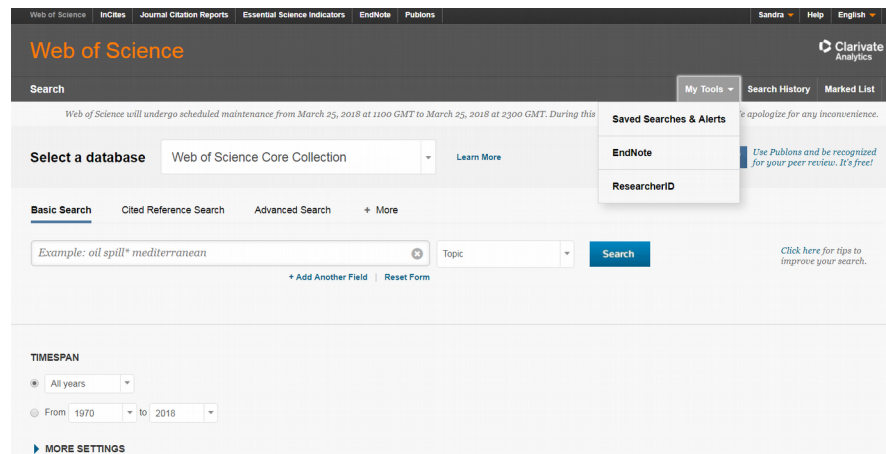 Web of Science InCites Journal Citation Reports Essential Science Indicators EndNote Publons Sandra Help English
Web of Science
Clarivate
Analytics
Search My Tools Search History Marked List
Web of Science will undergo scheduled maintenance from March 25, 2018 at 1100 GMT to March 25, 2018 at 2300 GMT. During this e apologize for any inconvenience.
Saved Searches & Alerts
EndNote
ResearcherID
Select a database Web of Science Core Collection Learn More
Use Publons and be recognized
for your peer review. It's free!
Basic Search Cited Reference Search Advanced Search + More
Example: oil spill* mediterranean Topic Search
Click here for tips to
improve your search.
+ Add Another Field | Reset Form
TIMESPAN
All years
From 1970 to 2018
MORE SETTINGS